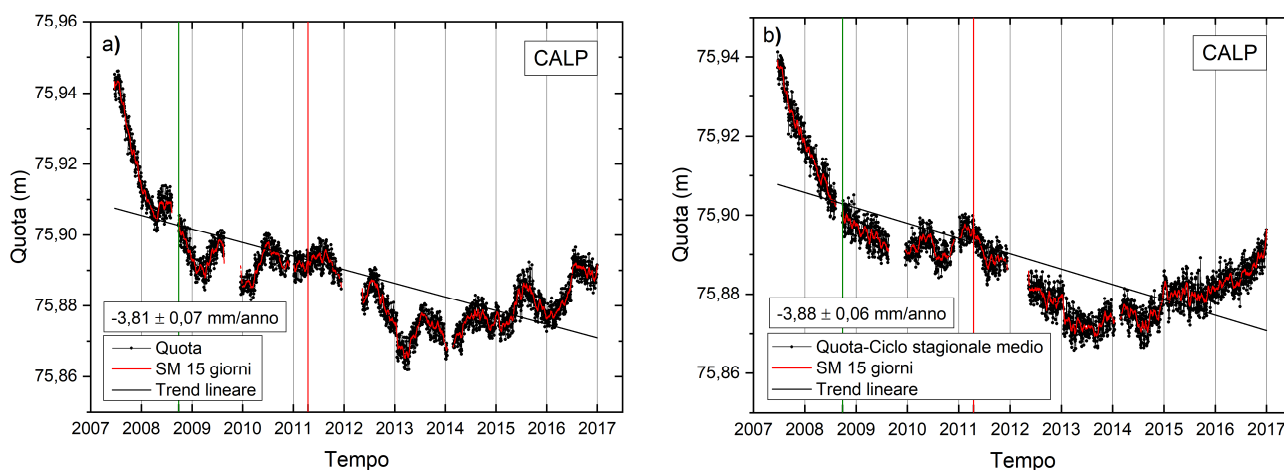 a)
CALP
75,96
75,94
75,92
75,90
75,88
75,86
Quota (m)
-3,81 ± 0,07 mm/anno
Quota
SM 15 giorni
Trend lineare
2007 2008 2009 2010 2011 2012 2013 2014 2015 2016 2017
Tempo
b)
CALP
75,94
75,92
75,90
75,88
75,86
75,84
Quota (m)
-3,88 ± 0,06 mm/anno
Quota-Ciclo stagionale medio
SM 15 giorni
Trend lineare
2007 2008 2009 2010 2011 2012 2013 2014 2015 2016 2017
Tempo